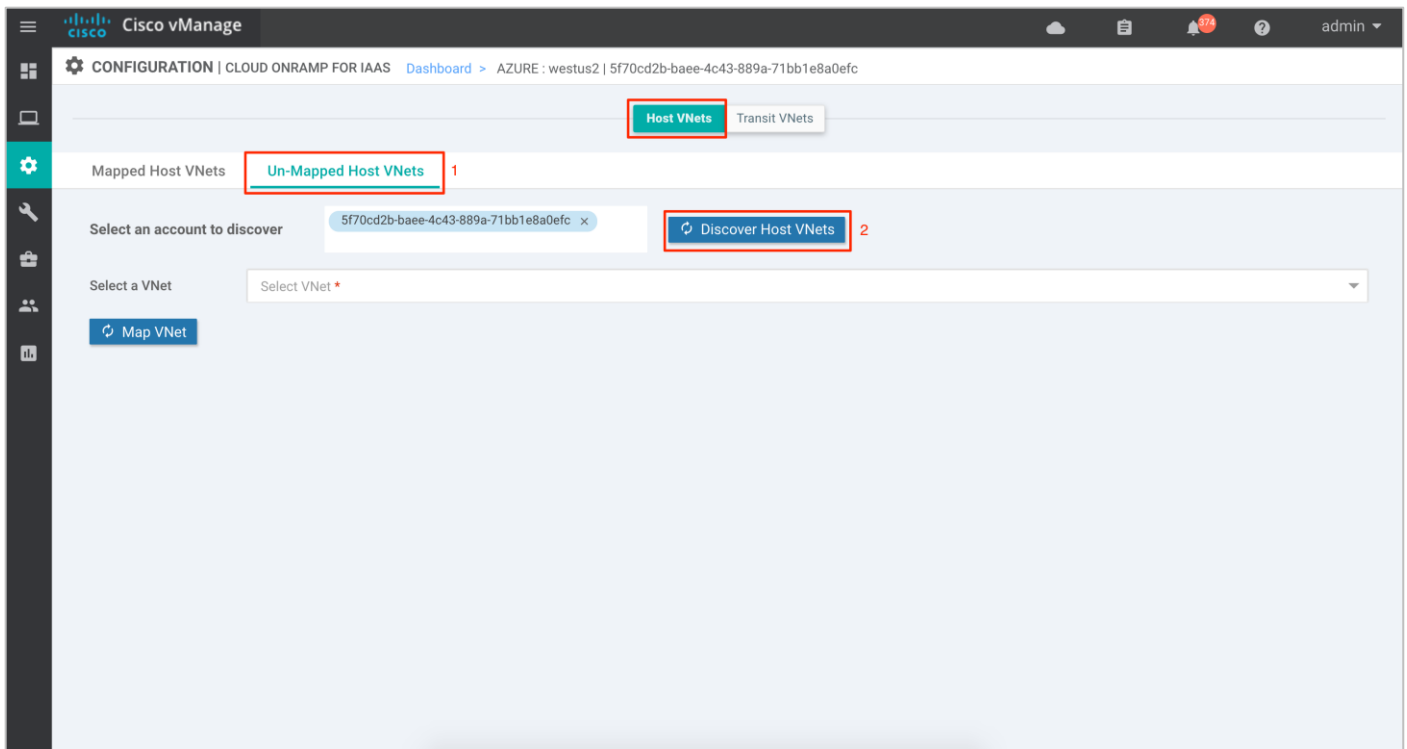 cisco Cisco vManage 374 admin
CONFIGURATION | CLOUD ONRAMP FOR IAAS Dashboard > AZURE : westus2 | 5f70cd2b-baee-4c43-889a-71bb1e8a0efc
Host VNets Transit VNets
Mapped Host VNets Un-Mapped Host VNets 1
Select an account to discover 5f70cd2b-baee-4c43-889a-71bb1e8a0efc × Discover Host VNets 2
Select a VNet Select VNet *
Map VNet